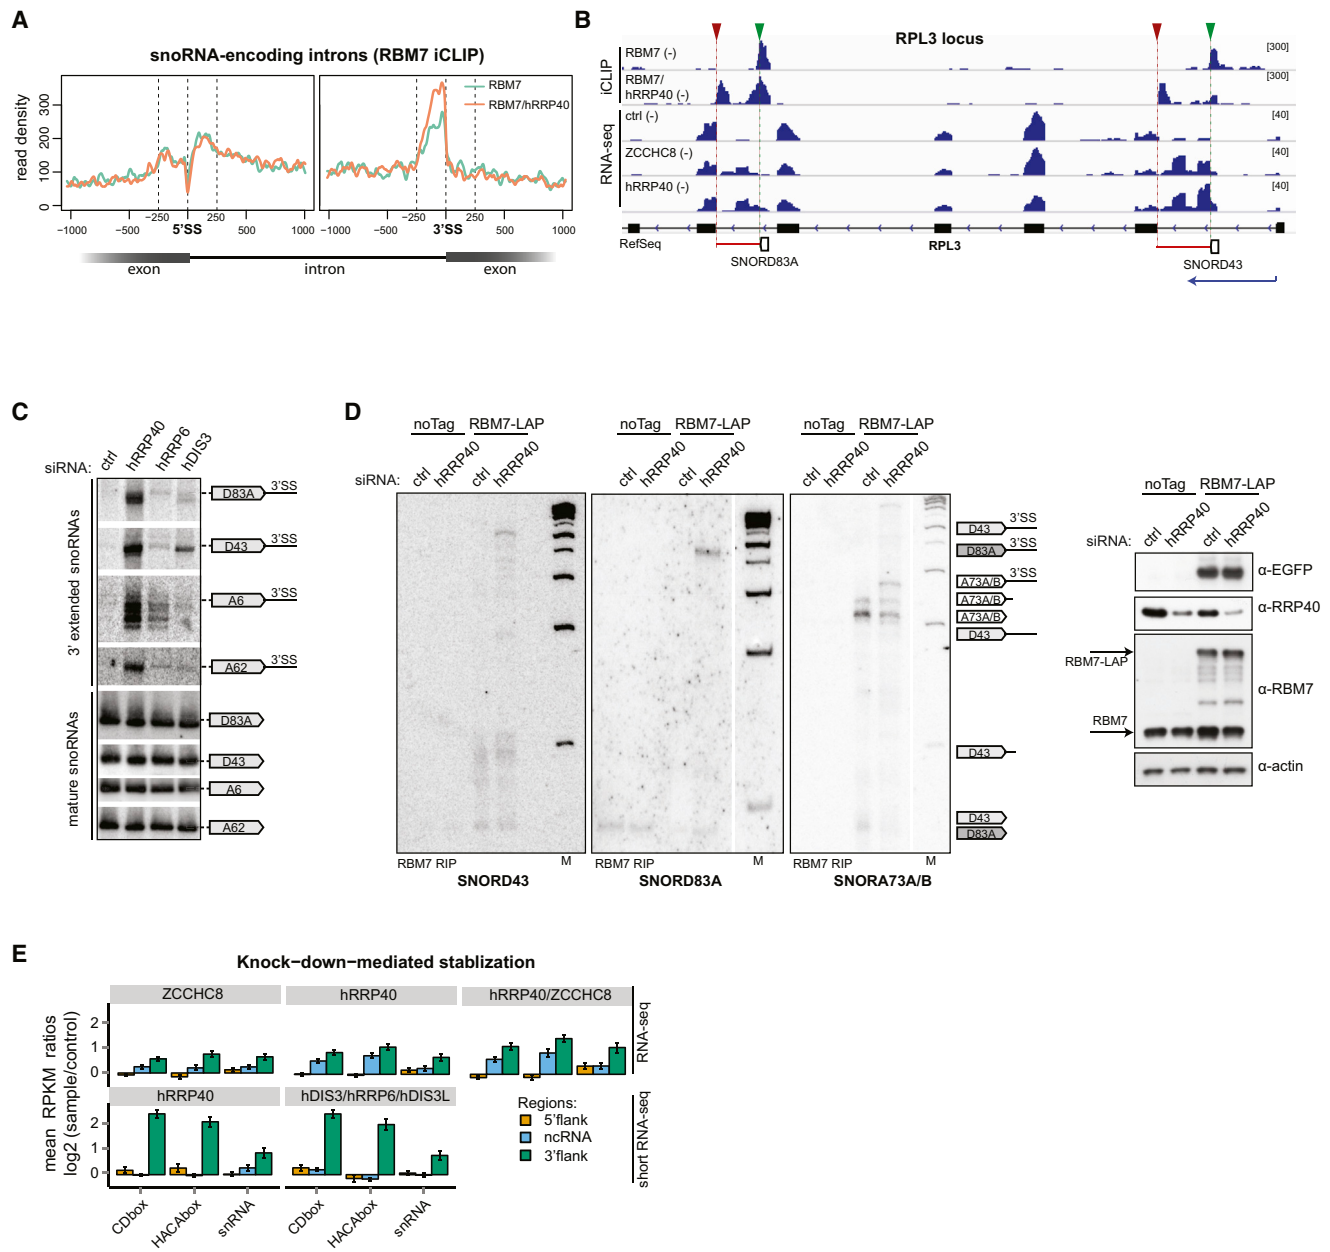 A
snoRNA-encoding introns (RBM7 iCLIP)
read density
0 100 200 300
RBM7
RBM7/hRRP40
−1000 −500 −250 5'SS 250 500 1000
−1000 −500 −250 3'SS 250 500 1000
exon intron exon
B
RPL3 locus
iCLIP
RNA-seq
RBM7 (-) [300]
RBM7/
hRRP40 (-) [300]
ctrl (-) [40]
ZCCHC8 (-) [40]
hRRP40 (-) [40]
RefSeq
RPL3
SNORD83A
SNORD43
C
siRNA: ctrl hRRP40 hRRP6 hDIS3
3' extended snoRNAs
D83A 3'SS
D43 3'SS
A6 3'SS
A62 3'SS
mature snoRNAs
D83A
D43
A6
A62
D
noTag RBM7-LAP
noTag RBM7-LAP
noTag RBM7-LAP
siRNA: ctrl hRRP40 ctrl hRRP40
ctrl hRRP40 ctrl hRRP40
ctrl hRRP40 ctrl hRRP40
D43 3'SS
D83A 3'SS
A73A/B 3'SS
A73A/B
A73A/B
D43
D43
D43
D83A
RBM7 RIP M
RBM7 RIP M
RBM7 RIP M
SNORD43
SNORD83A
SNORA73A/B
noTag RBM7-LAP
siRNA: ctrl hRRP40 ctrl hRRP40
α-EGFP
α-RRP40
RBM7-LAP
α-RBM7
RBM7
α-actin
E
Knock−down−mediated stablization
mean RPKM ratios
log2 (sample/control)
ZCCHC8 hRRP40 hRRP40/ZCCHC8
2
1
0
RNA-seq
hRRP40 hDIS3/hRRP6/hDIS3L
2
1
0
short RNA-seq
Regions:
5'flank
ncRNA
3'flank
CDbox HACAbox snRNA
CDbox HACAbox snRNA